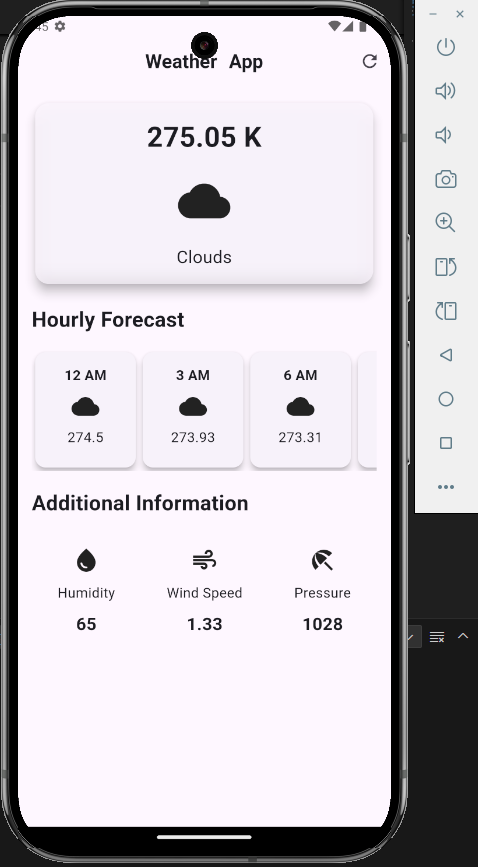 45
Weather App
275.05 K
Clouds
Hourly Forecast
12 AM 3 AM 6 AM
274.5 273.93 273.31
Additional Information
Humidity Wind Speed Pressure
65 1.33 1028